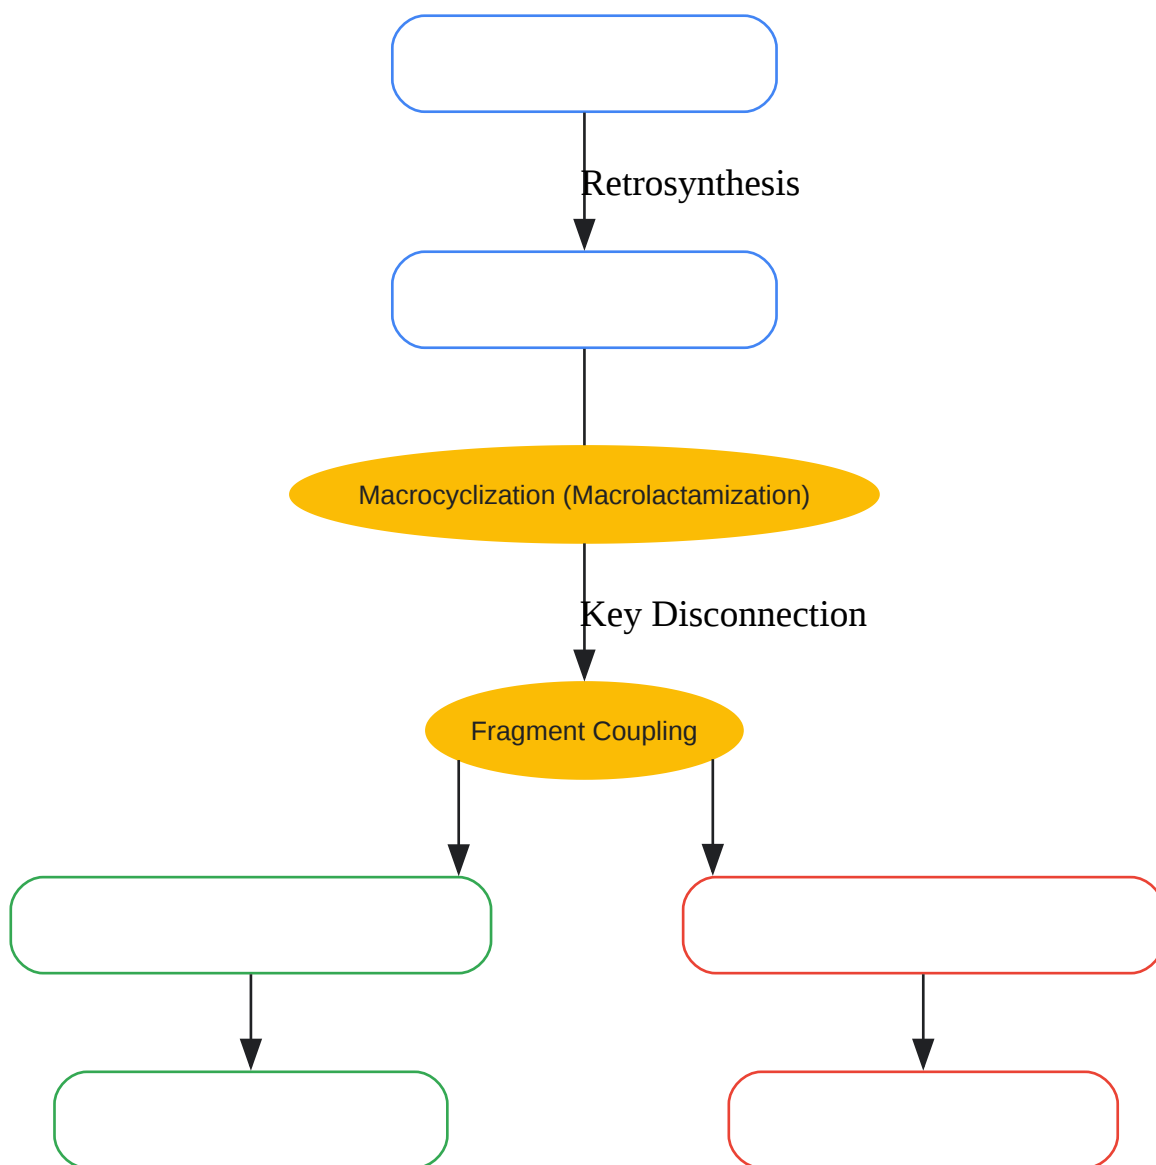 Retrosynthesis
Macrocyclization (Macrolactamization)
Key Disconnection
Fragment Coupling